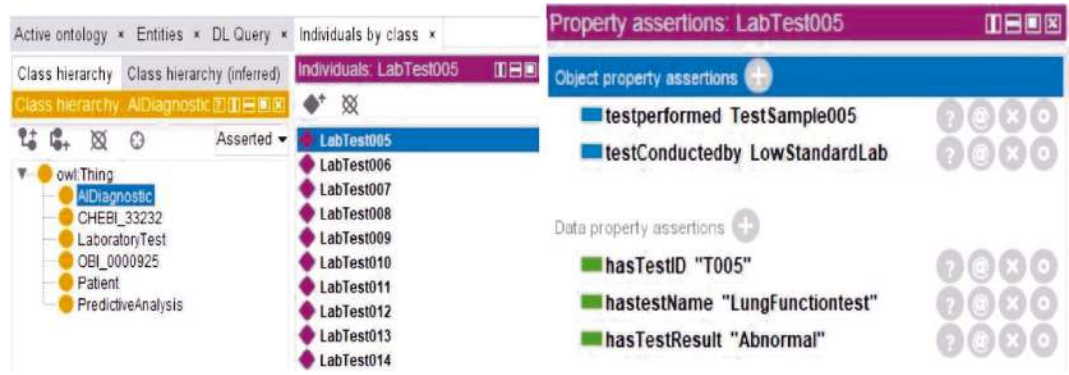 Active ontology × Entities × DL Query × Individuals by class ×
Class hierarchy Class hierarchy (inferred)
Class hierarchy: AIDiagnostic
Asserted
owl:Thing
AIDiagnostic
CHEBI_33232
LaboratoryTest
OBI_0000925
Patient
PredictiveAnalysis
Individuals: LabTest005
LabTest005
LabTest006
LabTest007
LabTest008
LabTest009
LabTest010
LabTest011
LabTest012
LabTest013
LabTest014
Property assertions: LabTest005
Object property assertions
testperformed TestSample005
testConductedby LowStandardLab
Data property assertions
hasTestID "T005"
hastestName "LungFunctiontest"
hasTestResult "Abnormal"